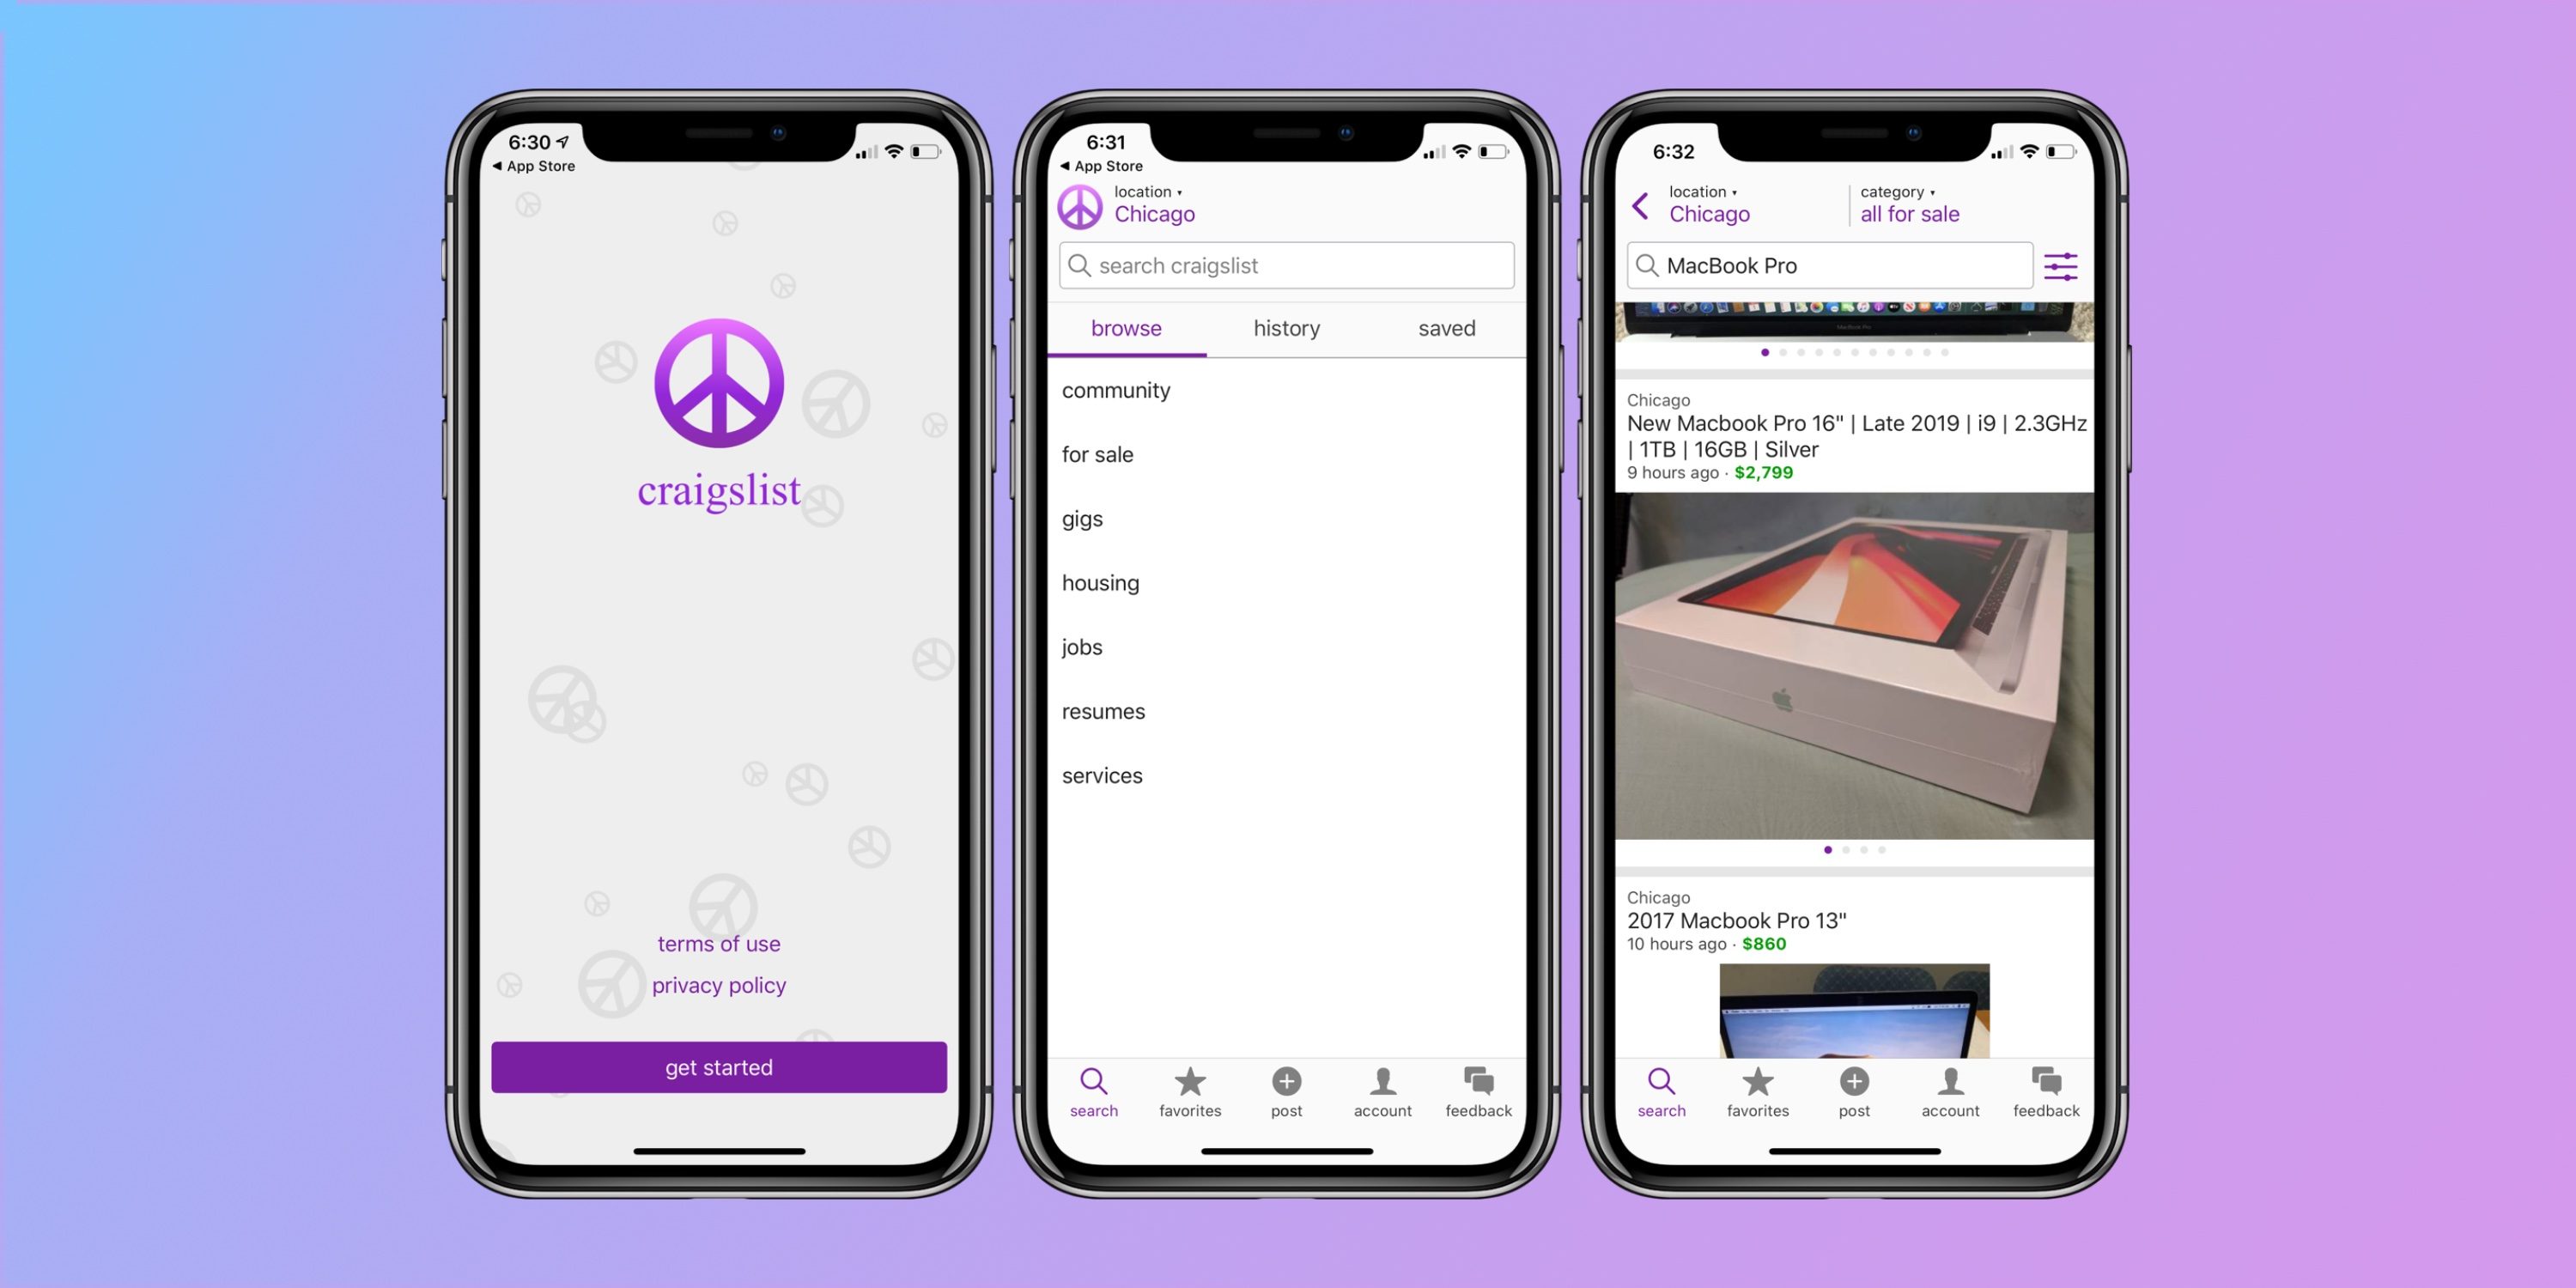 6:30
◀ App Store
craigslist
terms of use
privacy policy
get started
6:31
◀ App Store
location ▾
Chicago
search craigslist
browse history saved
community
for sale
gigs
housing
jobs
resumes
services
search favorites post account feedback
6:32
location ▾ category ▾
Chicago all for sale
MacBook Pro
MacBook Pro
Chicago
New Macbook Pro 16" | Late 2019 | i9 | 2.3GHz
| 1TB | 16GB | Silver
9 hours ago · $2,799
Chicago
2017 Macbook Pro 13"
10 hours ago · $860
search favorites post account feedback